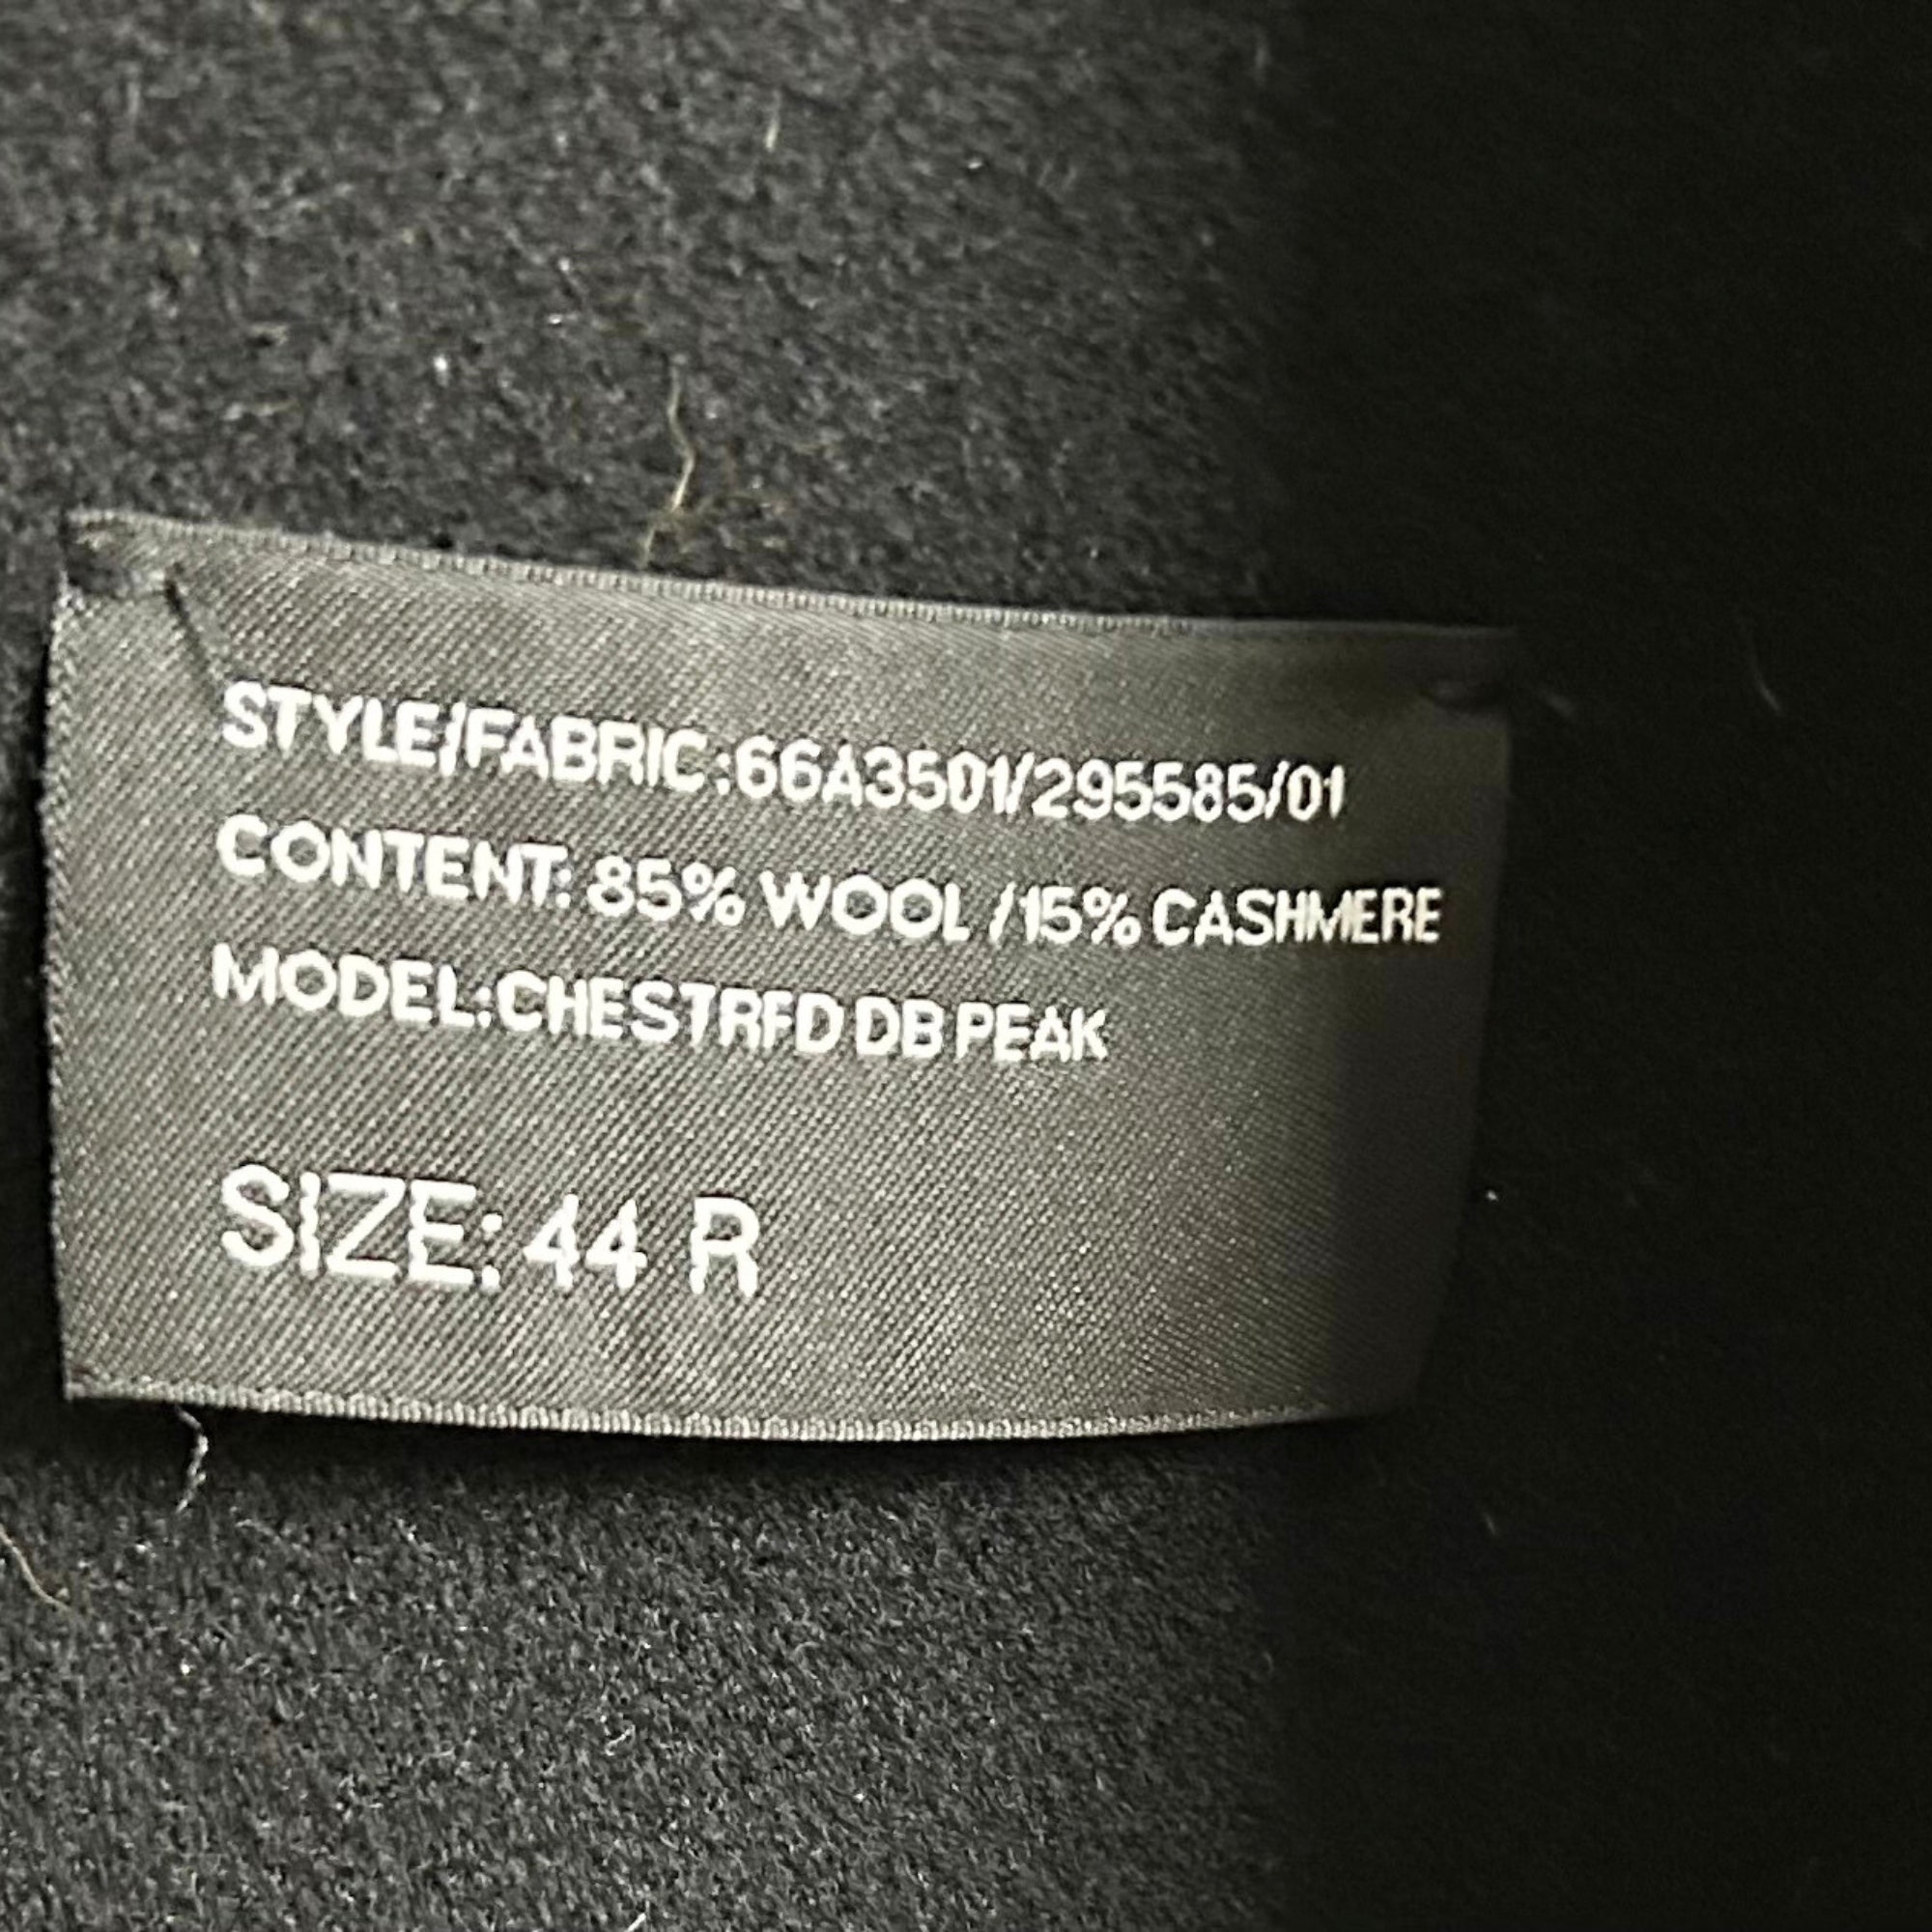 STYLE/FABRIC:66A3501/295585/01
CONTENT: 85% WOOL /15% CASHMERE
MODEL:CHESTRFD DB PEAK
SIZE: 44 R